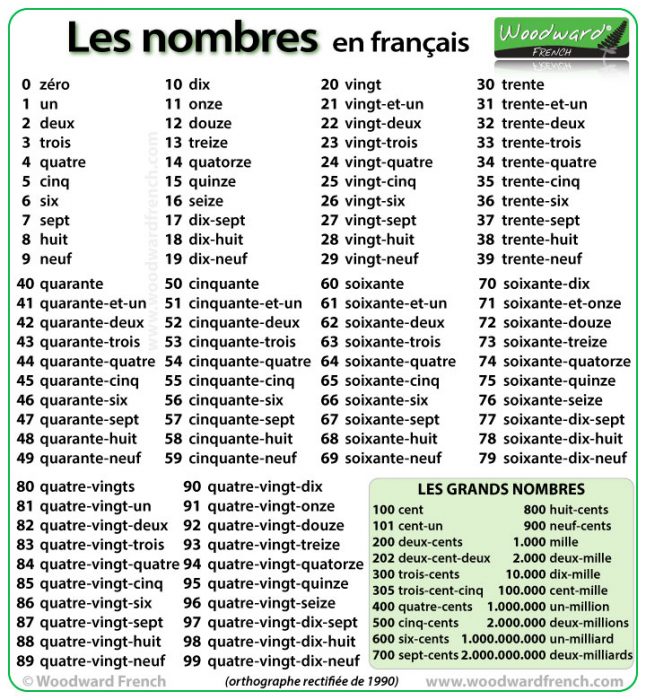 Les nombres en français
Woodward®
FRENCH
0 zéro
1 un
2 deux
3 trois
4 quatre
5 cinq
6 six
7 sept
8 huit
9 neuf
10 dix
11 onze
12 douze
13 treize
14 quatorze
15 quinze
16 seize
17 dix-sept
18 dix-huit
19 dix-neuf
20 vingt
21 vingt-et-un
22 vingt-deux
23 vingt-trois
24 vingt-quatre
25 vingt-cinq
26 vingt-six
27 vingt-sept
28 vingt-huit
29 vingt-neuf
30 trente
31 trente-et-un
32 trente-deux
33 trente-trois
34 trente-quatre
35 trente-cinq
36 trente-six
37 trente-sept
38 trente-huit
39 trente-neuf
40 quarante
41 quarante-et-un
42 quarante-deux
43 quarante-trois
44 quarante-quatre
45 quarante-cinq
46 quarante-six
47 quarante-sept
48 quarante-huit
49 quarante-neuf
50 cinquante
51 cinquante-et-un
52 cinquante-deux
53 cinquante-trois
54 cinquante-quatre
55 cinquante-cinq
56 cinquante-six
57 cinquante-sept
58 cinquante-huit
59 cinquante-neuf
60 soixante
61 soixante-et-un
62 soixante-deux
63 soixante-trois
64 soixante-quatre
65 soixante-cinq
66 soixante-six
67 soixante-sept
68 soixante-huit
69 soixante-neuf
70 soixante-dix
71 soixante-et-onze
72 soixante-douze
73 soixante-treize
74 soixante-quatorze
75 soixante-quinze
76 soixante-seize
77 soixante-dix-sept
78 soixante-dix-huit
79 soixante-dix-neuf
80 quatre-vingts
81 quatre-vingt-un
82 quatre-vingt-deux
83 quatre-vingt-trois
84 quatre-vingt-quatre
85 quatre-vingt-cinq
86 quatre-vingt-six
87 quatre-vingt-sept
88 quatre-vingt-huit
89 quatre-vingt-neuf
90 quatre-vingt-dix
91 quatre-vingt-onze
92 quatre-vingt-douze
93 quatre-vingt-treize
94 quatre-vingt-quatorze
95 quatre-vingt-quinze
96 quatre-vingt-seize
97 quatre-vingt-dix-sept
98 quatre-vingt-dix-huit
99 quatre-vingt-dix-neuf
LES GRANDS NOMBRES
100 cent
101 cent-un
200 deux-cents
202 deux-cent-deux
300 trois-cents
305 trois-cent-cinq
400 quatre-cents
500 cinq-cents
600 six-cents
700 sept-cents
800 huit-cents
900 neuf-cents
1.000 mille
2.000 deux-mille
10.000 dix-mille
100.000 cent-mille
1.000.000 un-million
2.000.000 deux-millions
1.000.000.000 un-milliard
2.000.000.000 deux-milliards
www.woodwardfrench.com
© Woodward French
(orthographe rectifiée de 1990)
www.woodwardfrench.com